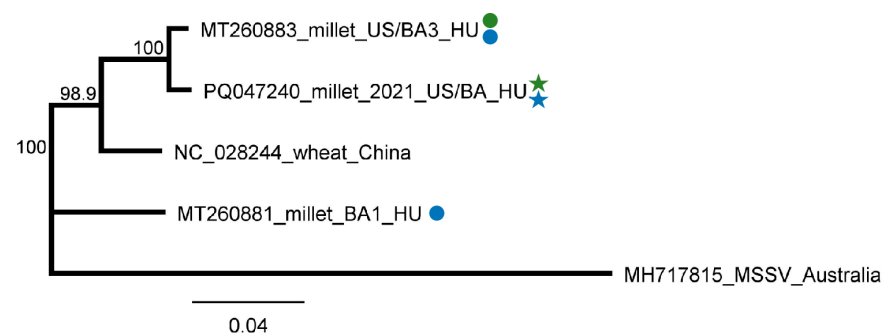 MT260883_millet_US/BA3_HU
100
PQ047240_millet_2021_US/BA_HU
98.9
100
NC_028244_wheat_China
MT260881_millet_BA1_HU
MH717815_MSSV_Australia
0.04